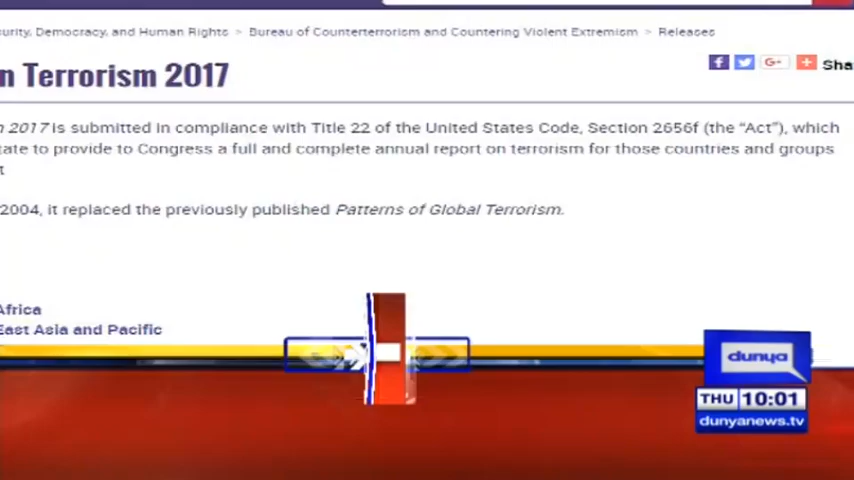 curity, Democracy, and Human Rights > Bureau of Counterterrorism and Countering Violent Extremism > Releases
n Terrorism 2017
f
G+
+
Sha
n 2017 is submitted in compliance with Title 22 of the United States Code, Section 2656f (the “Act”), which
tate to provide to Congress a full and complete annual report on terrorism for those countries and groups
t
2004, it replaced the previously published Patterns of Global Terrorism.
Africa
East Asia and Pacific
dunya
THU 10:01
dunyanews.tv